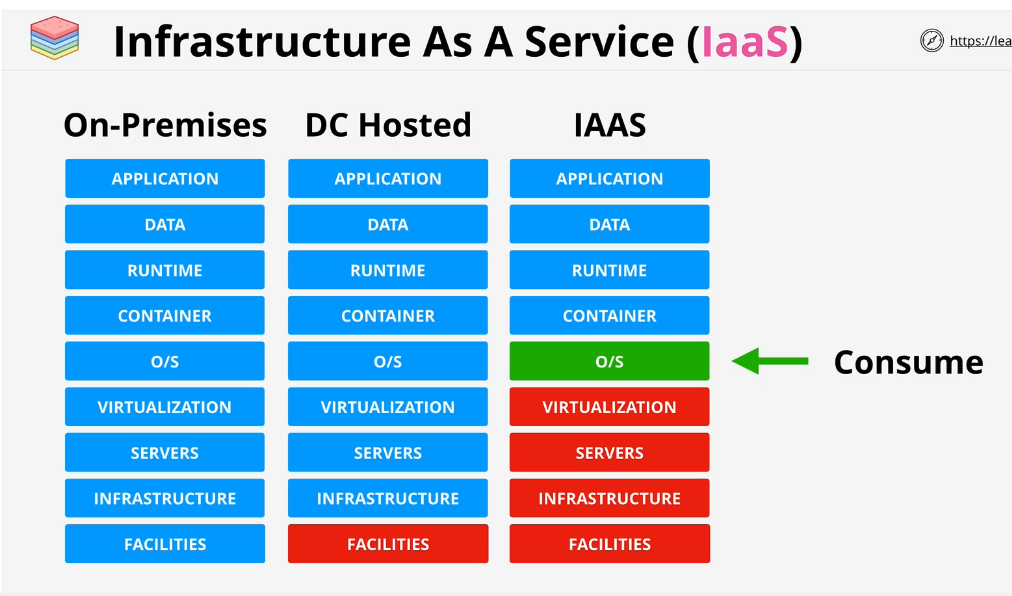 Infrastructure As A Service (IaaS)
https://lea
On-Premises DC Hosted IAAS
APPLICATION APPLICATION APPLICATION
DATA DATA DATA
RUNTIME RUNTIME RUNTIME
CONTAINER CONTAINER CONTAINER
O/S O/S O/S Consume
VIRTUALIZATION VIRTUALIZATION VIRTUALIZATION
SERVERS SERVERS SERVERS
INFRASTRUCTURE INFRASTRUCTURE INFRASTRUCTURE
FACILITIES FACILITIES FACILITIES